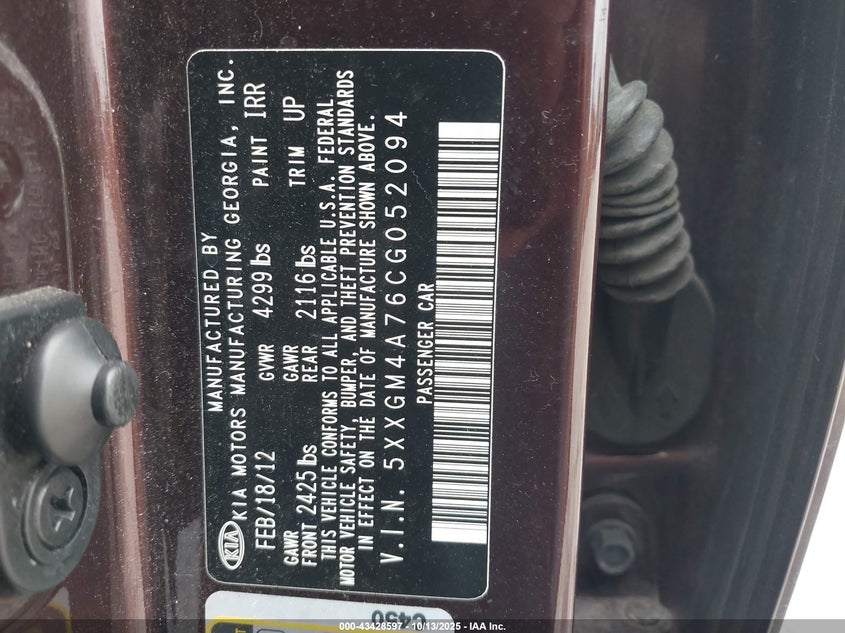 MANUFACTURED BY
KIA KIA MOTORS MANUFACTURING GEORGIA, INC.
FEB/18/12 GVWR 4299 lbs PAINT IRR
GAWR FRONT 2425 lbs GAWR REAR 2116 lbs TRIM UP
THIS VEHICLE CONFORMS TO ALL APPLICABLE U.S.A. FEDERAL
MOTOR VEHICLE SAFETY, BUMPER, AND THEFT PREVENTION STANDARDS
IN EFFECT ON THE DATE OF MANUFACTURE SHOWN ABOVE.
V.I.N. 5XXGM4A76CG052094
PASSENGER CAR
000-43428597 - 10/13/2025 - IAA Inc.